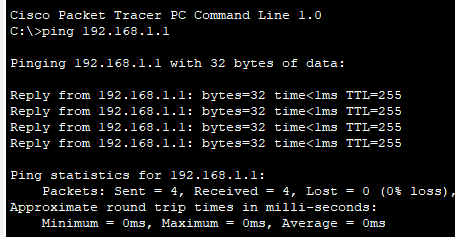 Cisco Packet Tracer PC Command Line 1.0
C:\>ping 192.168.1.1
Pinging 192.168.1.1 with 32 bytes of data:
Reply from 192.168.1.1: bytes=32 time<1ms TTL=255
Reply from 192.168.1.1: bytes=32 time<1ms TTL=255
Reply from 192.168.1.1: bytes=32 time<1ms TTL=255
Reply from 192.168.1.1: bytes=32 time<1ms TTL=255
Ping statistics for 192.168.1.1:
Packets: Sent = 4, Received = 4, Lost = 0 (0% loss),
Approximate round trip times in milli-seconds:
Minimum = 0ms, Maximum = 0ms, Average = 0ms